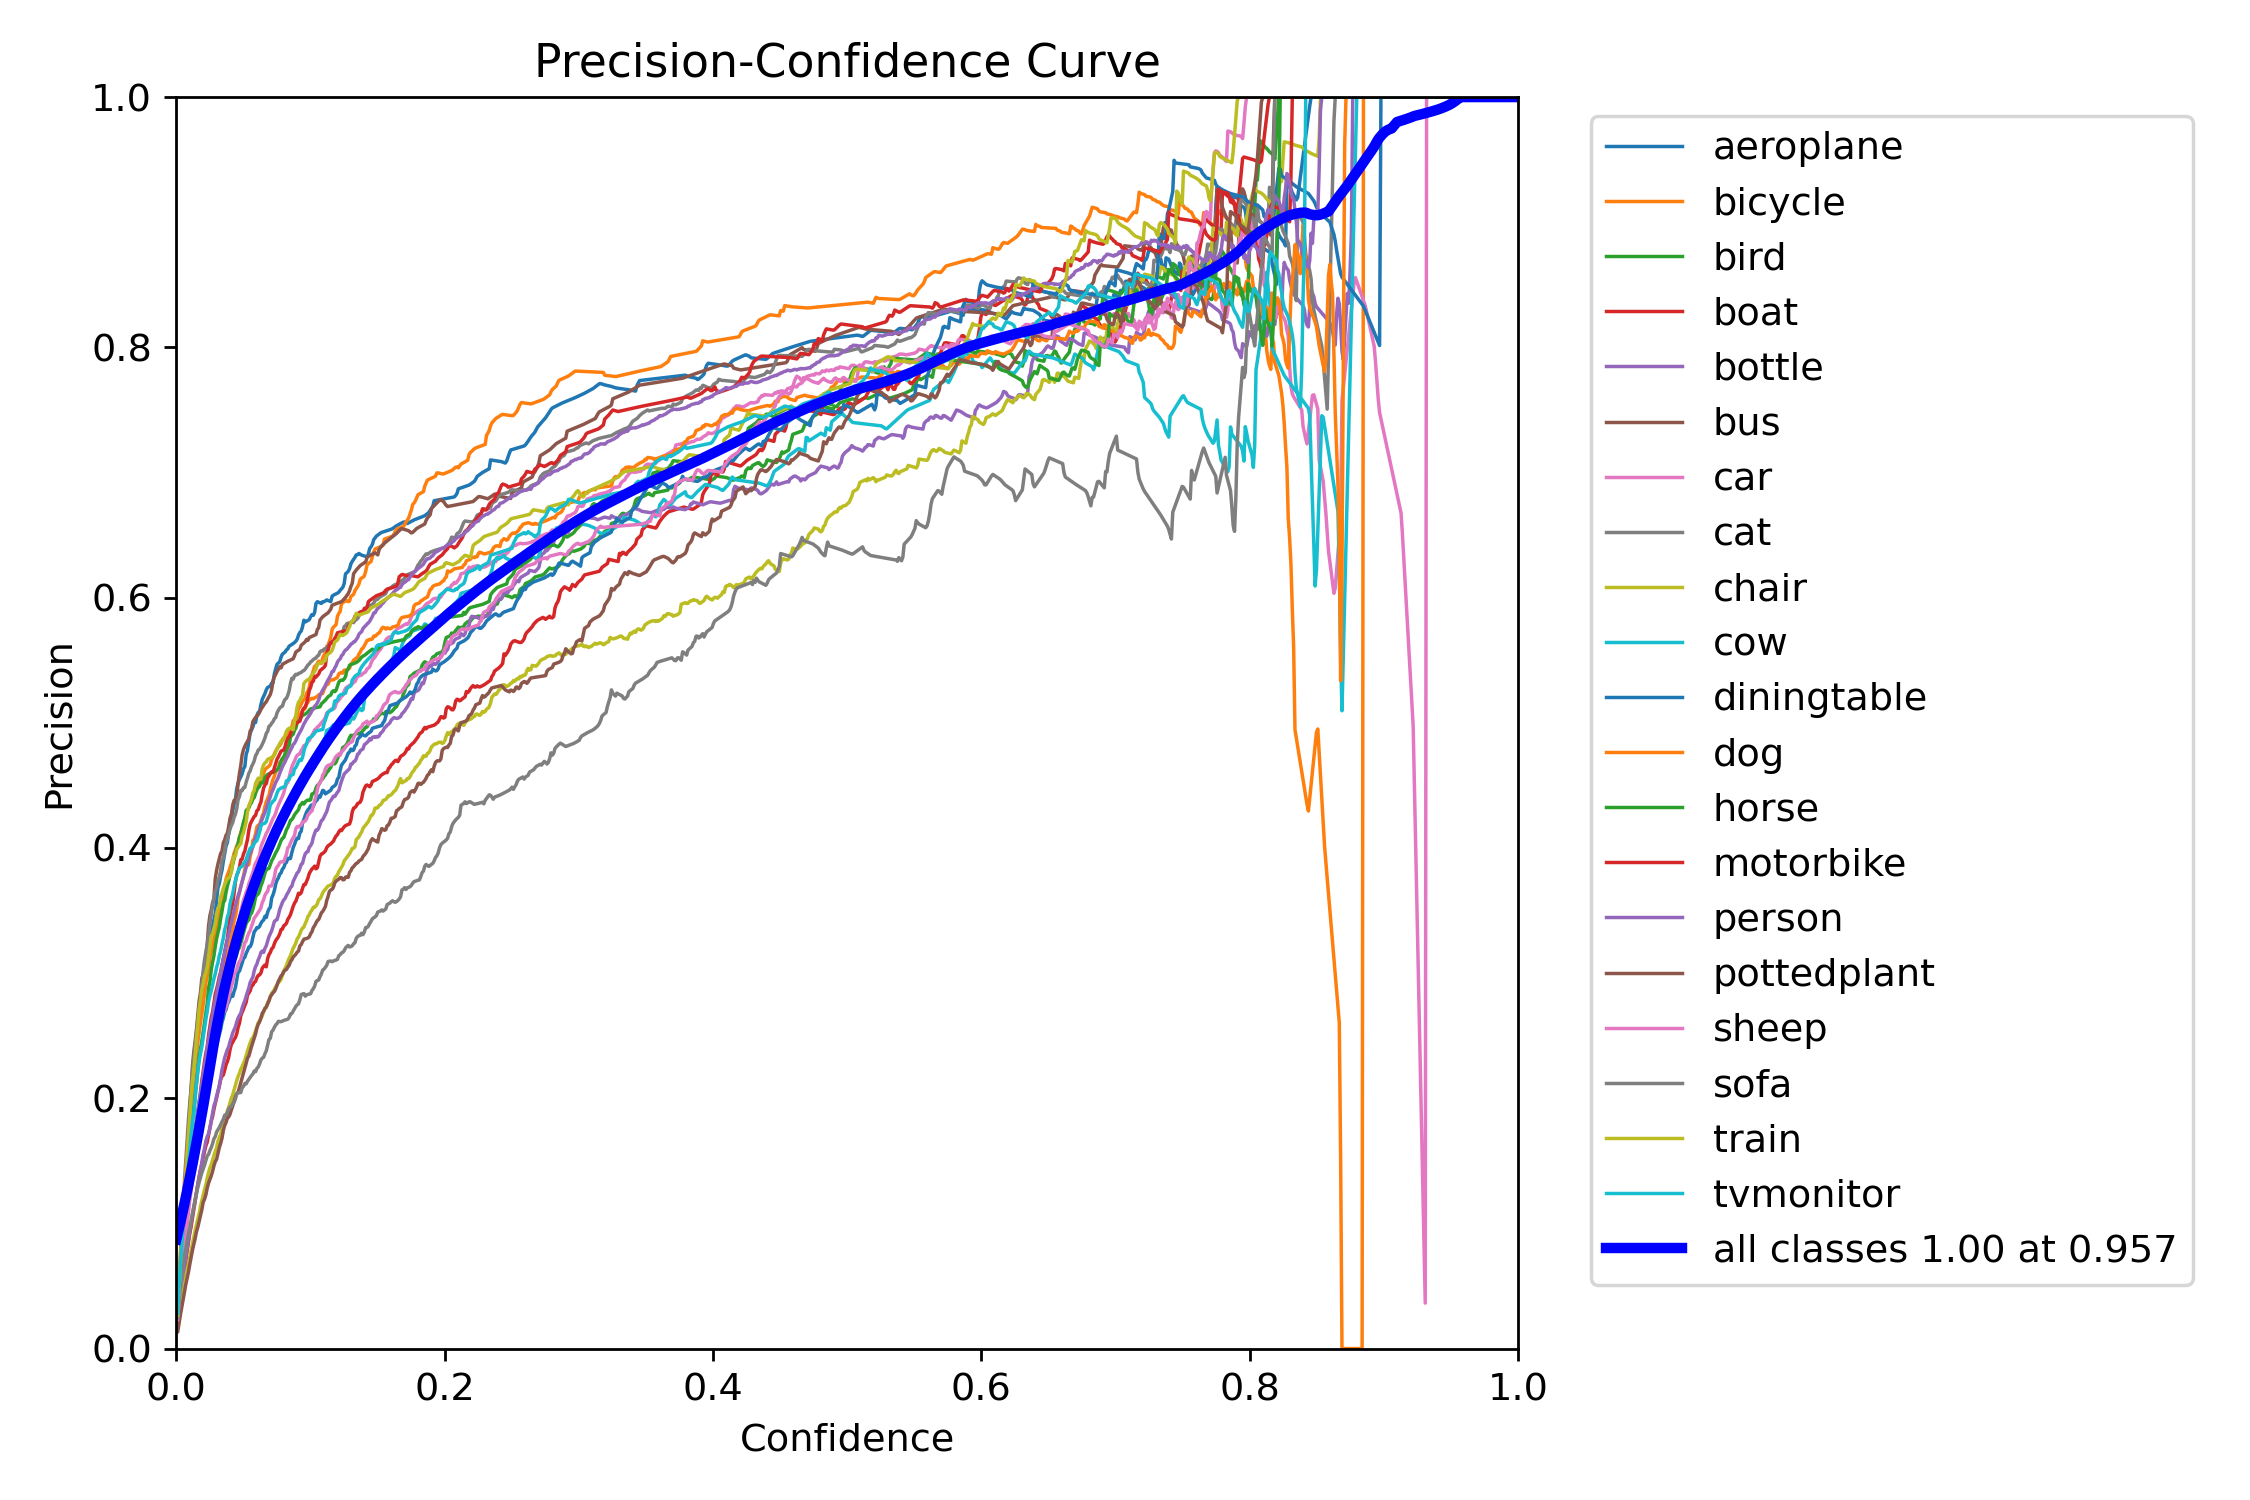 Precision-Confidence Curve
1.0
0.8
0.6
0.4
0.2
0.0
Precision
0.0 0.2 0.4 0.6 0.8 1.0
Confidence
aeroplane
bicycle
bird
boat
bottle
bus
car
cat
chair
cow
diningtable
dog
horse
motorbike
person
pottedplant
sheep
sofa
train
tvmonitor
all classes 1.00 at 0.957